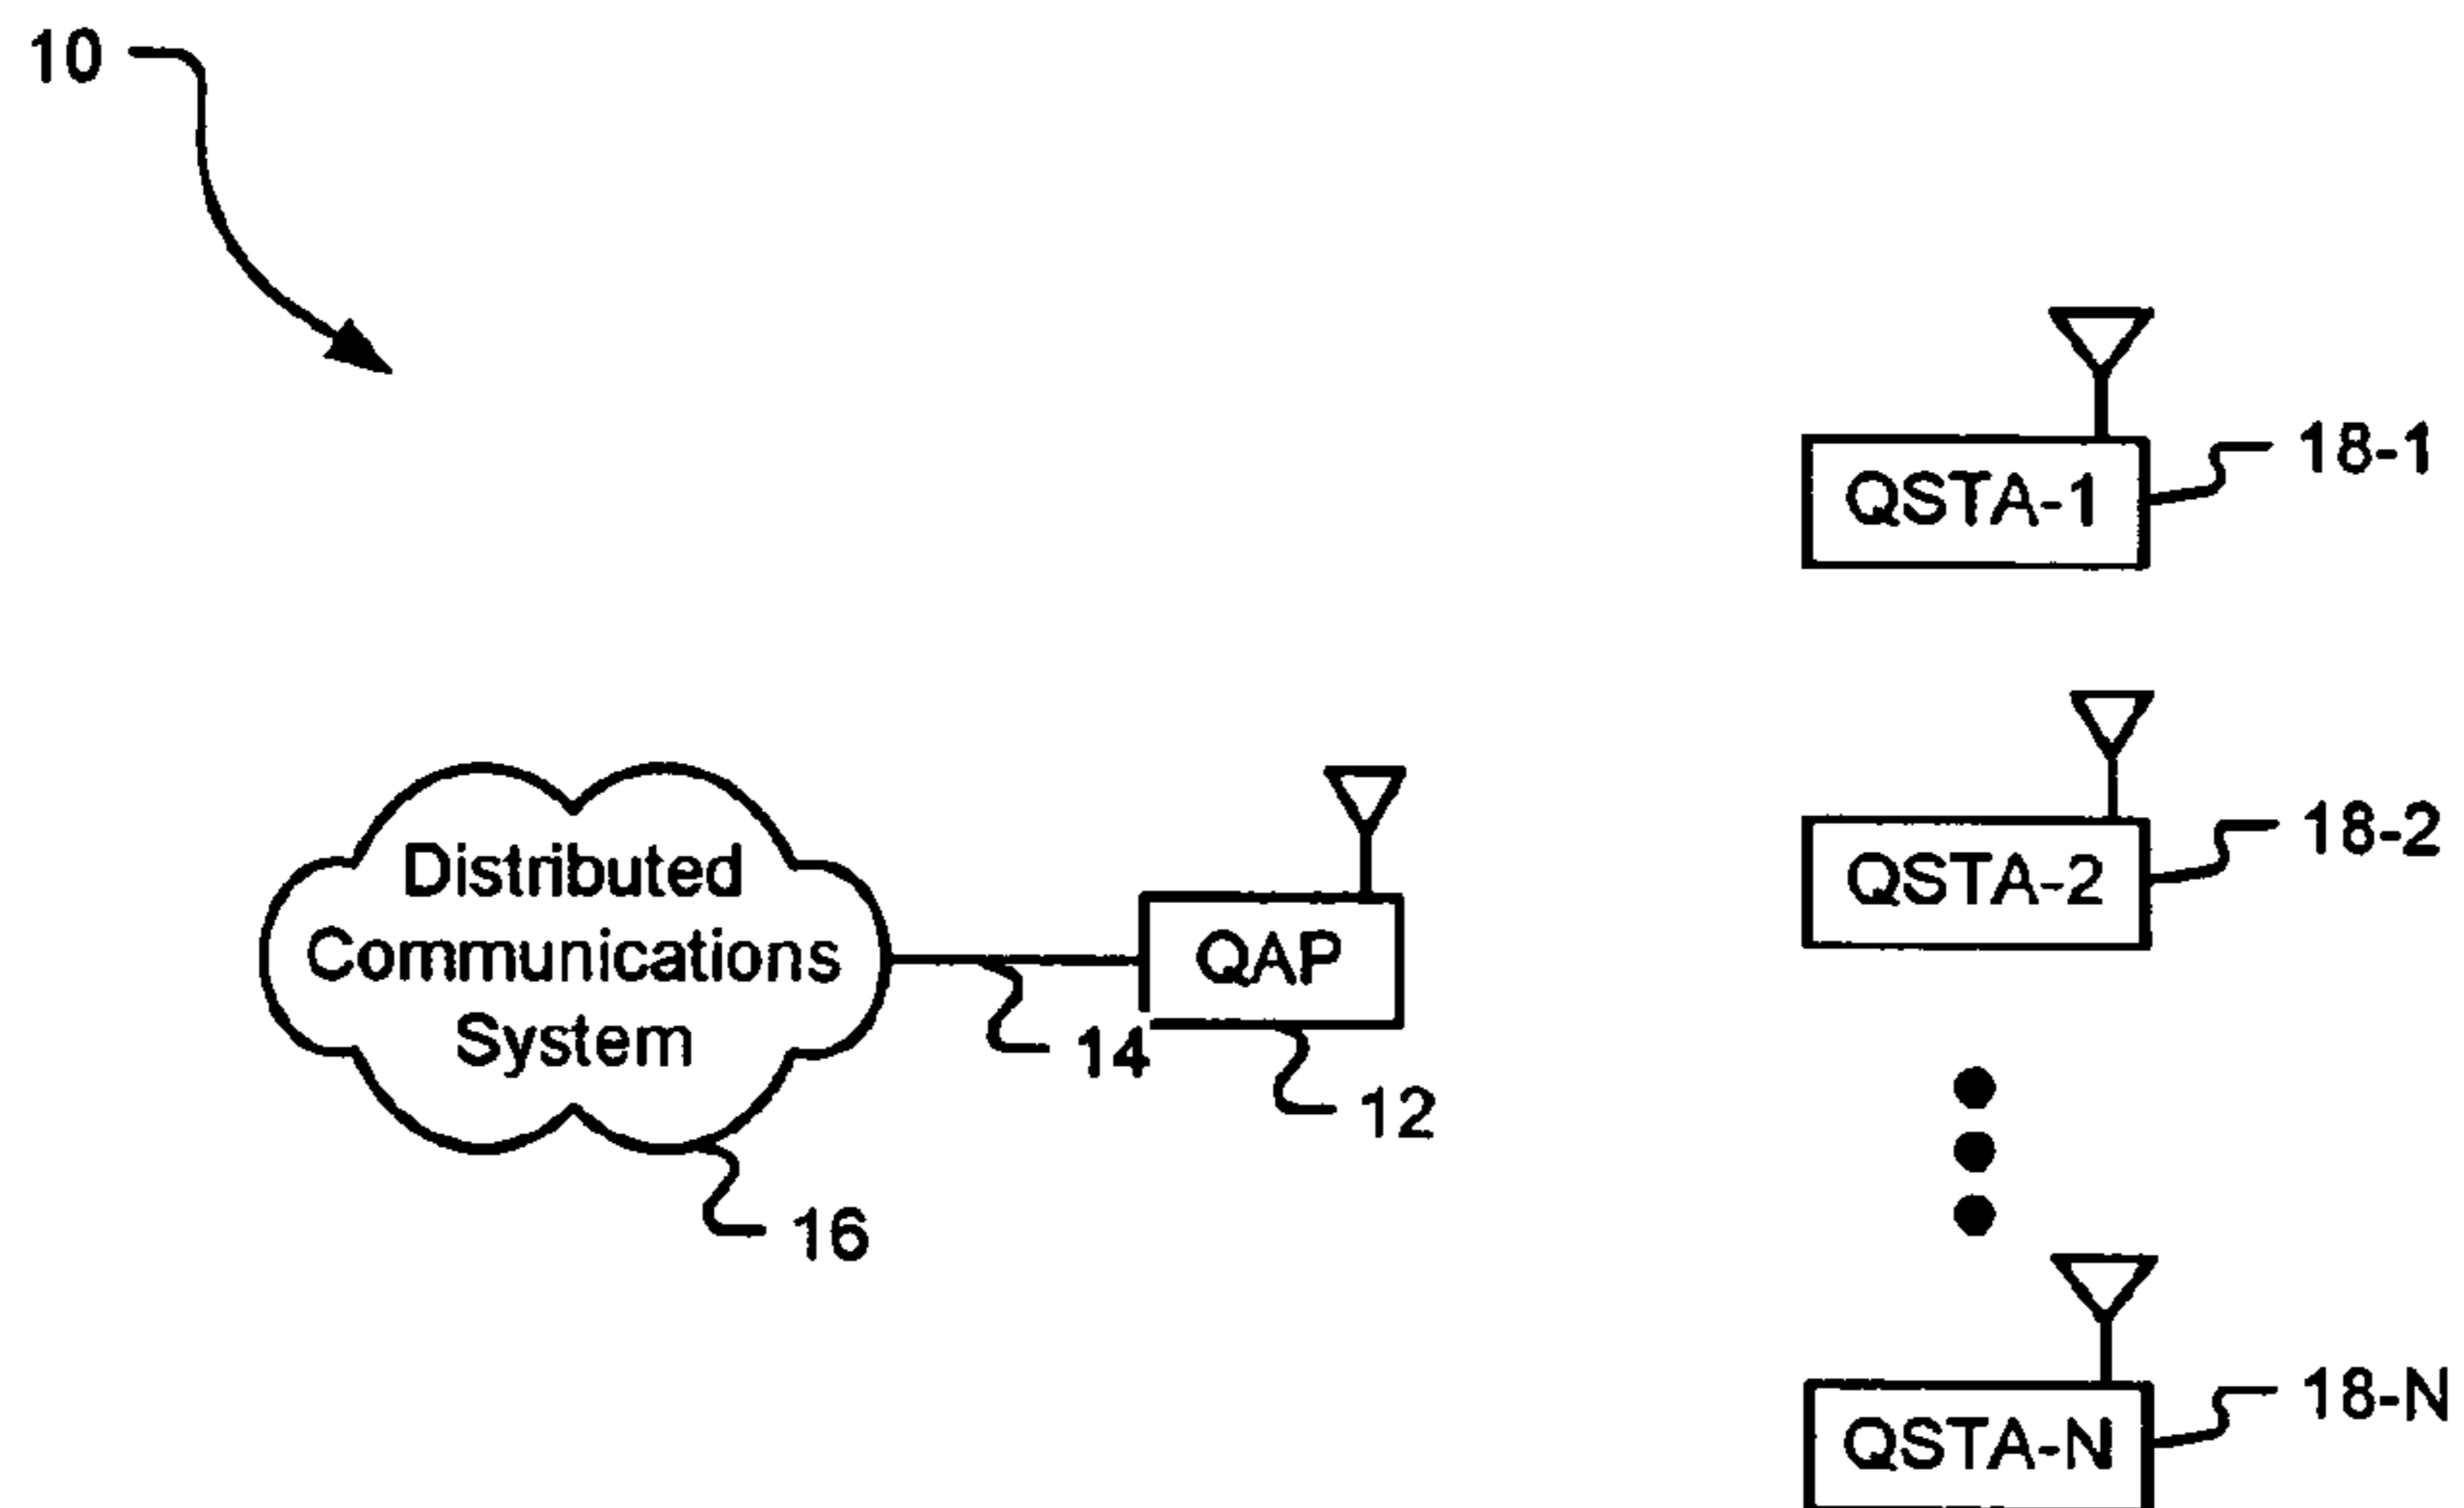 10
18-1
QSTA-1
18-2
QSTA-2
Distributed
Communications
System
QAP
14
12
16
18-N
QSTA-N